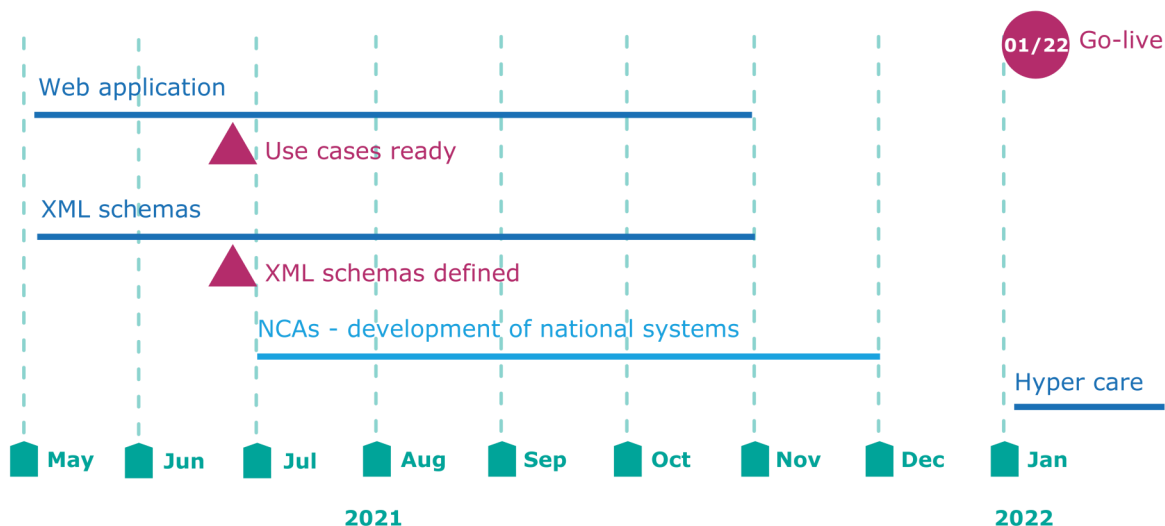 01/22 Go-live
Web application
Use cases ready
XML schemas
XML schemas defined
NCAs - development of national systems
Hyper care
May Jun Jul Aug Sep Oct Nov Dec Jan
2021 2022